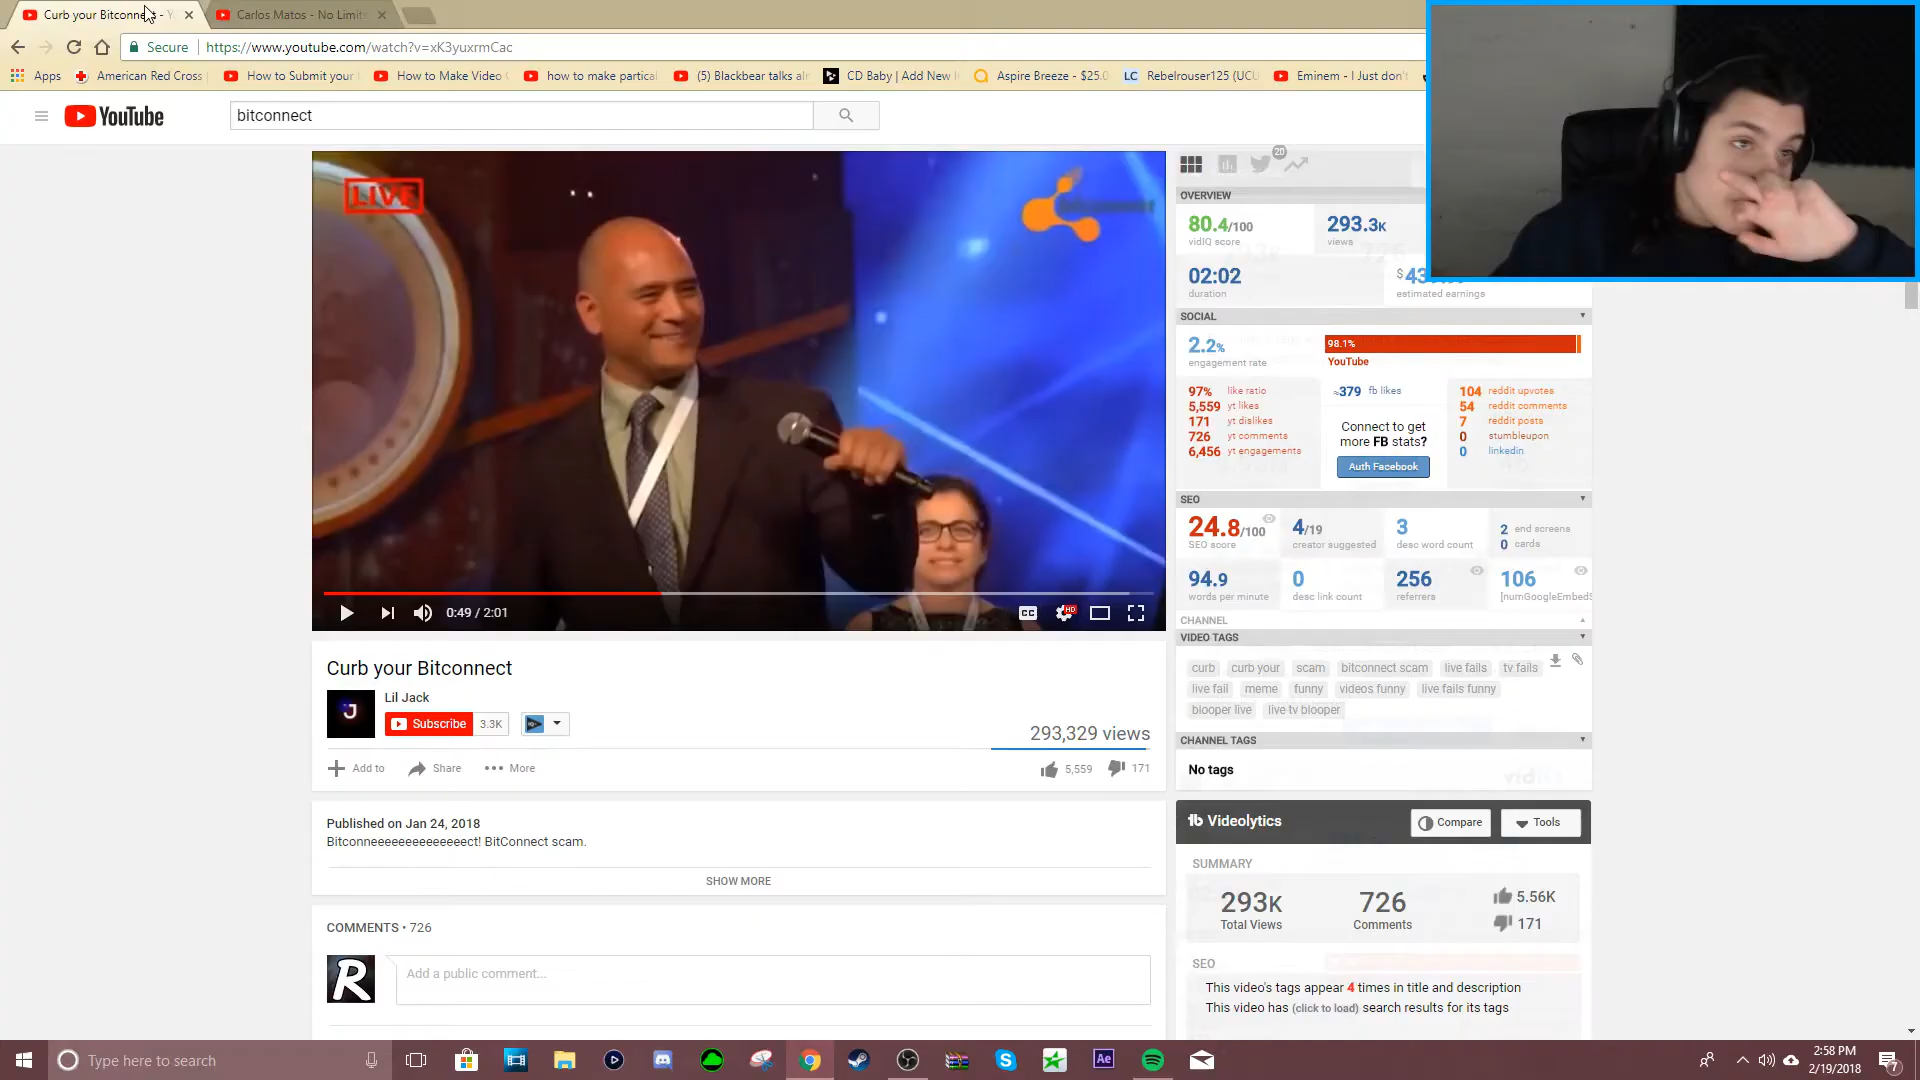 Curb your Bitconnect - Y
Carlos Matos - No Limit
Secure
https://www.youtube.com/watch?v=xK3yuxrmCac
Apps
American Red Cross
How to Submit your
How to Make Video
how to make partica
(5) Blackbear talks a
CD Baby | Add New
Aspire Breeze - $25.0
LC Rebelrouser125 (UCU
Eminem - I Just don't
YouTube
bitconnect
LIVE
20
OVERVIEW
80.4/100
vidIQ score
293.3K
views
02:02
duration
estimated earnings
SOCIAL
2.2%
engagement rate
98.1%
YouTube
97% like ratio
5,559 yt likes
171 yt dislikes
726 yt comments
6,456 yt engagements
≈379 fb likes
Connect to get
more FB stats?
Auth Facebook
104 reddit upvotes
54 reddit comments
7 reddit posts
0 stumbleupon
0 linkedin
SEO
24.8/100
SEO score
4/19
creator suggested
3
desc word count
2 end screens
0 cards
94.9
words per minute
0
desc link count
256
referrers
106
[numGoogleEmbeds
CHANNEL
VIDEO TAGS
curb
curb your
scam
bitconnect scam
live fails
tv fails
live fail
meme
funny
videos funny
live fails funny
blooper live
live tv blooper
CHANNEL TAGS
No tags
0:49 / 2:01
CC
HD
Curb your Bitconnect
J
Lil Jack
Subscribe
3.3K
293,329 views
Add to
Share
More
5,559
171
Published on Jan 24, 2018
Bitconneeeeeeeeeeeeeect! BitConnect scam.
SHOW MORE
COMMENTS • 726
R
Add a public comment...
tb Videolytics
Compare
Tools
SUMMARY
293K
Total Views
726
Comments
5.56K
171
SEO
This video's tags appear 4 times in title and description
This video has (click to load) search results for its tags
Type here to search
Ae
2:58 PM
2/19/2018
7